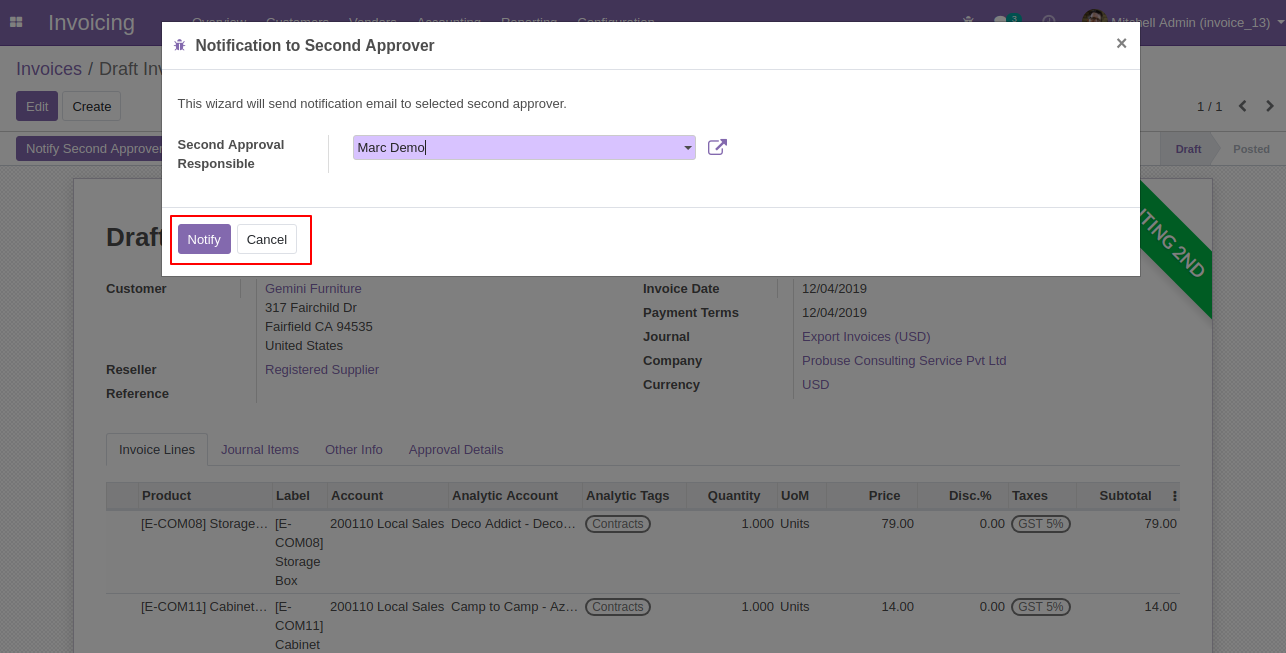 Invoicing
Overview Customers Vendors Accounting Reporting Configuration
3
Mitchell Admin (invoice_13)
Notification to Second Approver
×
Invoices / Draft Inv
Edit Create
1 / 1
This wizard will send notification email to selected second approver.
Notify Second Approver
Draft Posted
Second Approval
Responsible
Marc Demo
Notify Cancel
ITING 2ND
Draft
Customer
Gemini Furniture
317 Fairchild Dr
Fairfield CA 94535
United States
Reseller Registered Supplier
Reference
Invoice Date 12/04/2019
Payment Terms 12/04/2019
Journal Export Invoices (USD)
Company Probuse Consulting Service Pvt Ltd
Currency USD
Invoice Lines Journal Items Other Info Approval Details
Product Label Account Analytic Account Analytic Tags Quantity UoM Price Disc.% Taxes Subtotal
[E-COM08] Storage… [E- 200110 Local Sales Deco Addict - Deco… Contracts 1.000 Units 79.00 0.00 GST 5% 79.00
COM08]
Storage
Box
[E-COM11] Cabinet… [E- 200110 Local Sales Camp to Camp - Az… Contracts 1.000 Units 14.00 0.00 GST 5% 14.00
COM11]
Cabinet